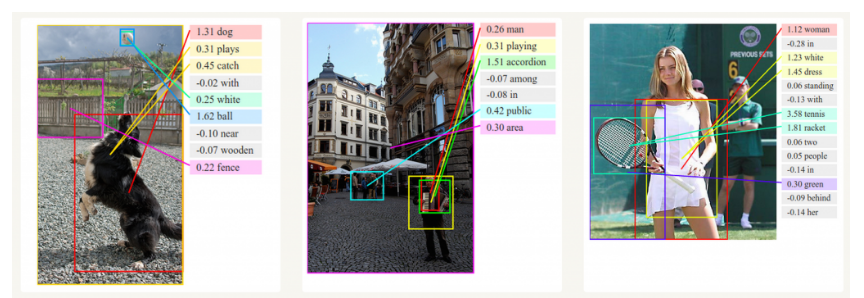 1.31 dog
0.31 plays
0.45 catch
-0.02 with
0.25 white
1.62 ball
-0.10 near
-0.07 wooden
0.22 fence
0.26 man
0.31 playing
1.51 accordion
-0.07 among
-0.08 in
0.42 public
0.30 area
PREVIOUS SETS
6
1.12 woman
-0.28 in
1.23 white
1.45 dress
0.06 standing
-0.13 with
3.58 tennis
1.81 racket
0.06 two
0.05 people
-0.14 in
0.30 green
-0.09 behind
-0.14 her